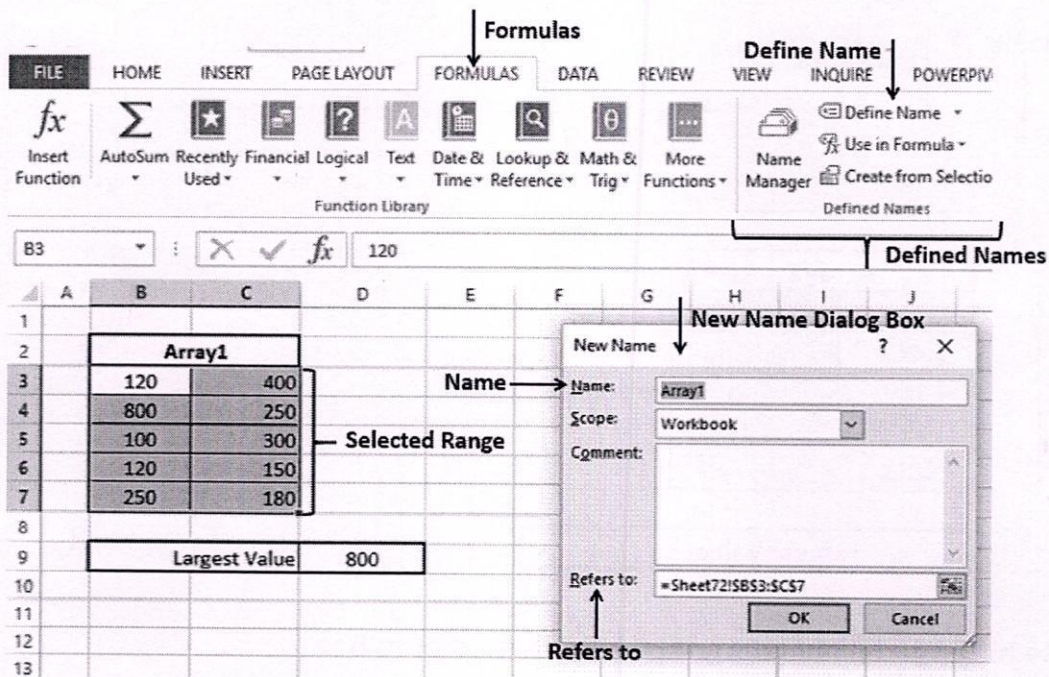 Formulas
Define Name
FILE HOME INSERT PAGE LAYOUT FORMULAS DATA REVIEW VIEW INQUIRE POWERPIV
fx Σ ? A θ ...
Define Name
Use in Formula
Create from Selectio
Insert Function
AutoSum
Recently Used
Financial
Logical
Text
Date & Time
Lookup & Reference
Math & Trig
More Functions
Name Manager
Function Library
Defined Names
B3 fx 120
Defined Names
A B C D E F G H I J
1
2 Array1
3 120 400
4 800 250
5 100 300
6 120 150
7 250 180
8
9 Largest Value 800
10
11
12
13
Selected Range
New Name Dialog Box
New Name ? X
Name
Name: Array1
Scope: Workbook
Comment:
Refers to: =Sheet72!$B$3:$C$7
OK Cancel
Refers to